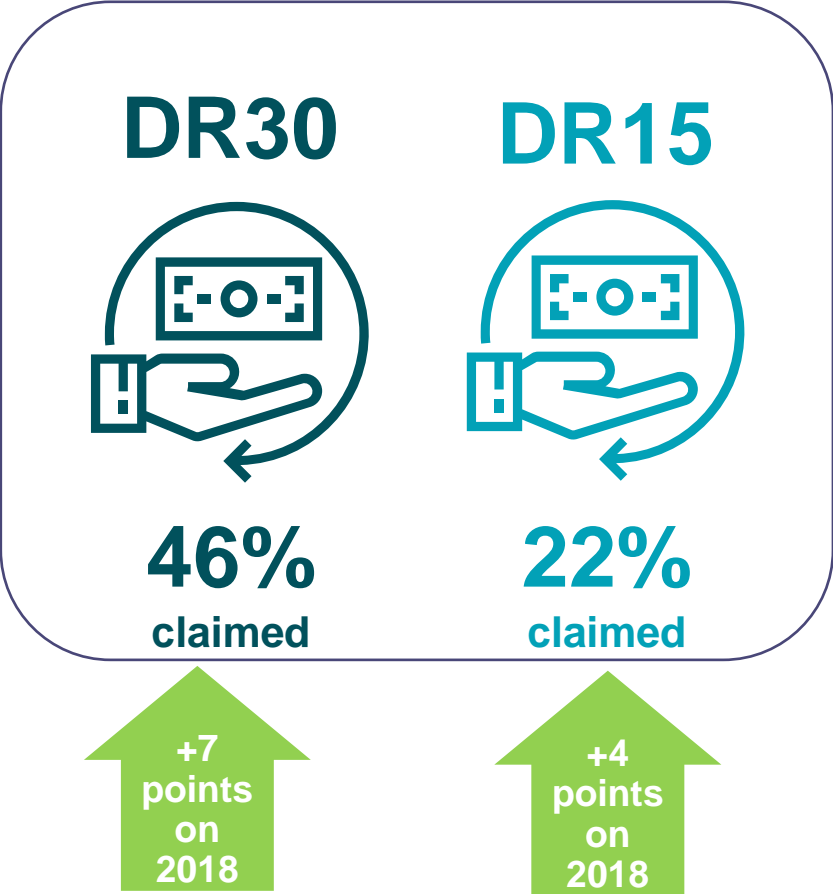 DR30
DR15
46%
claimed
22%
claimed
+7
points
on
2018
+4
points
on
2018